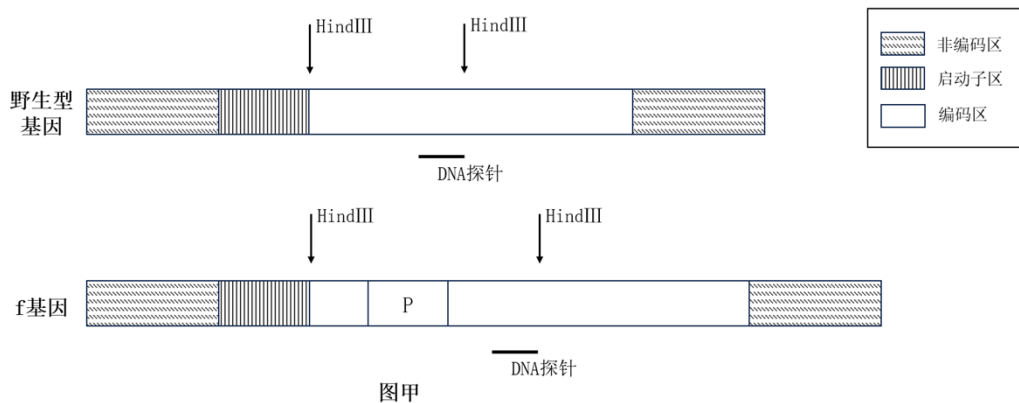 HindⅢ HindⅢ
非编码区
启动子区
编码区
野生型
基因
DNA探针
HindⅢ HindⅢ
f基因
P
DNA探针
图甲